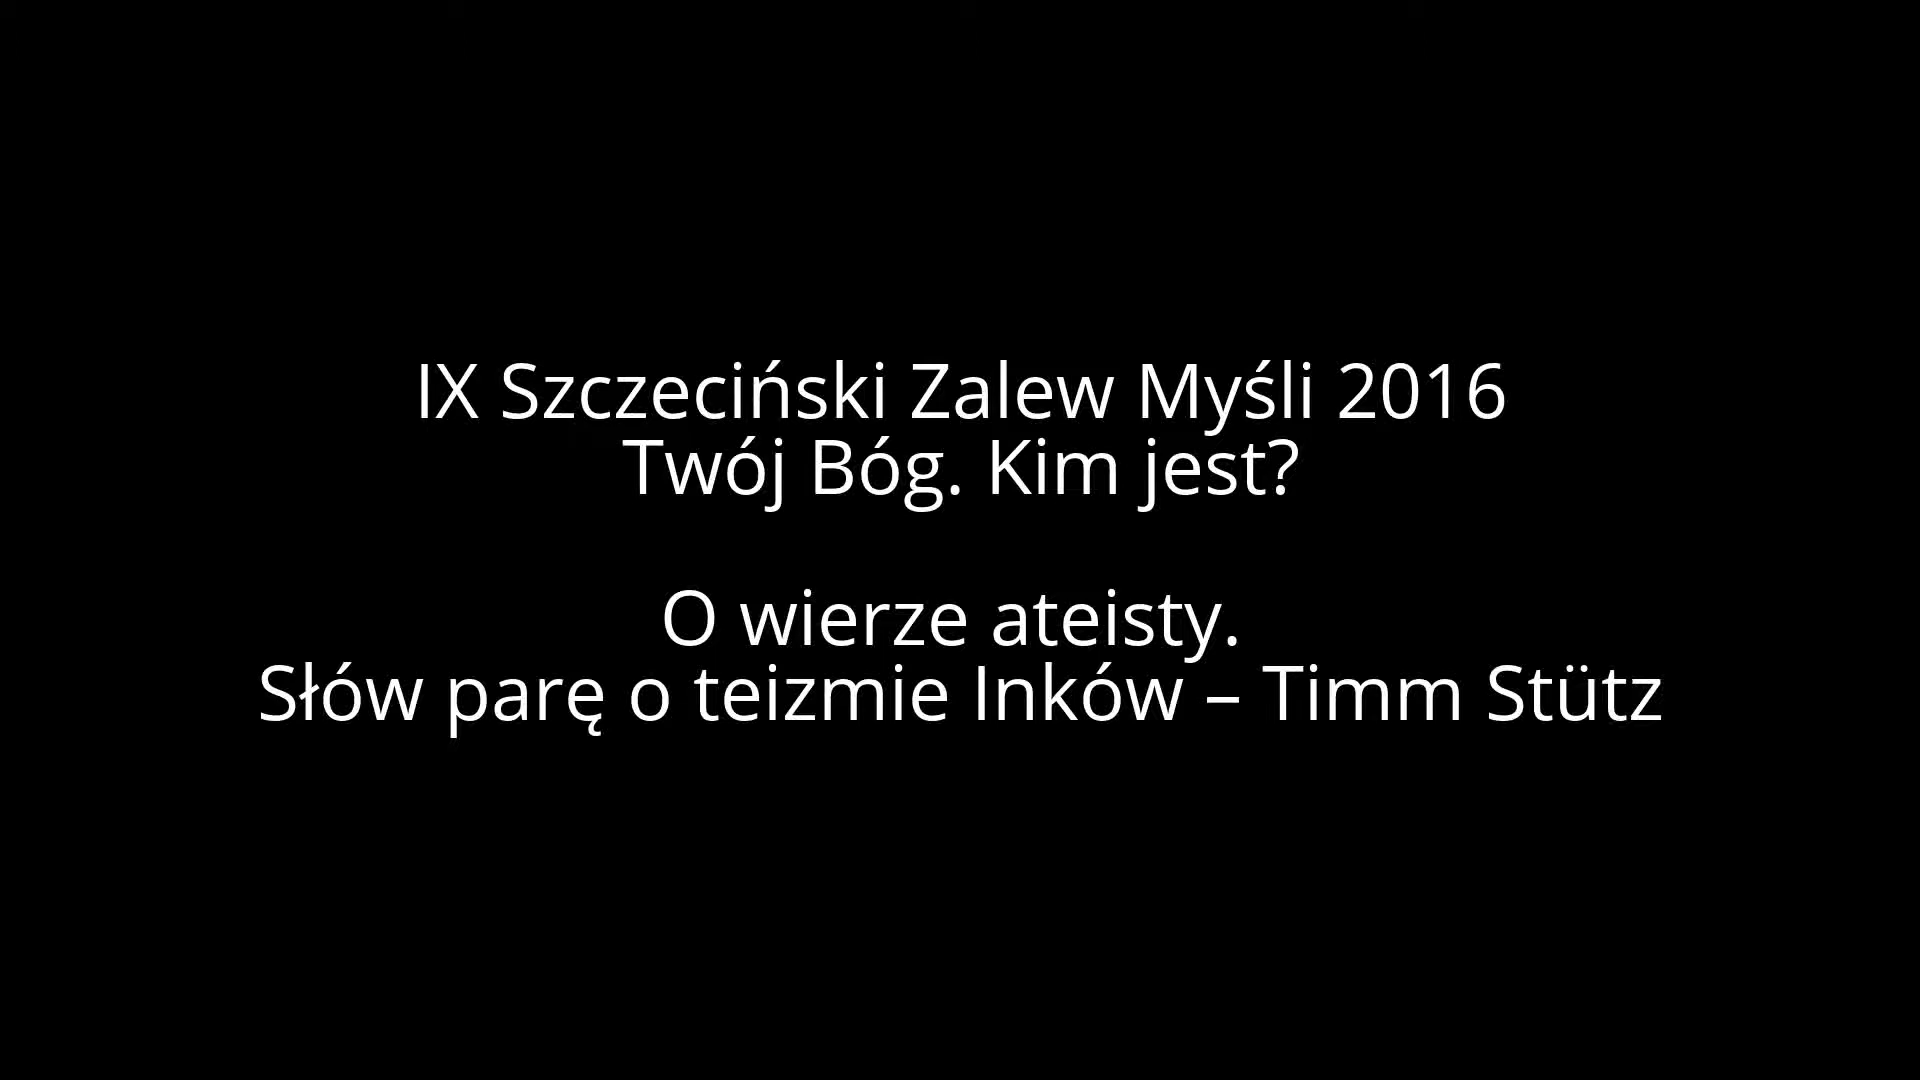 IX Szczeciński Zalew Myśli 2016
Twój Bóg. Kim jest?
O wierze ateisty.
Słów parę o teizmie Inków – Timm Stütz